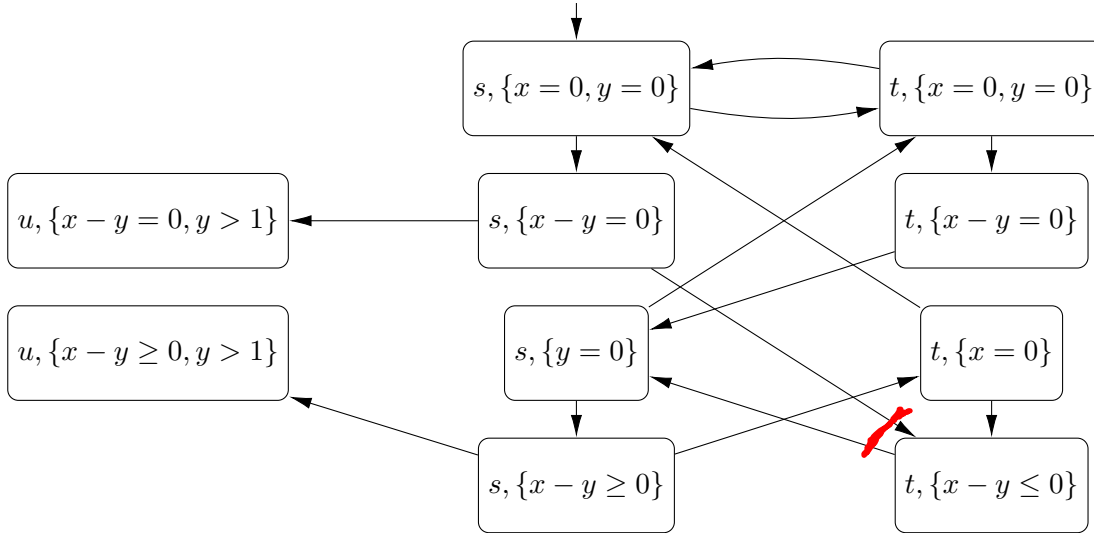 s, {x = 0, y = 0}
t, {x = 0, y = 0}
u, {x − y = 0, y > 1}
s, {x − y = 0}
t, {x − y = 0}
u, {x − y ≥ 0, y > 1}
s, {y = 0}
t, {x = 0}
s, {x − y ≥ 0}
t, {x − y ≤ 0}